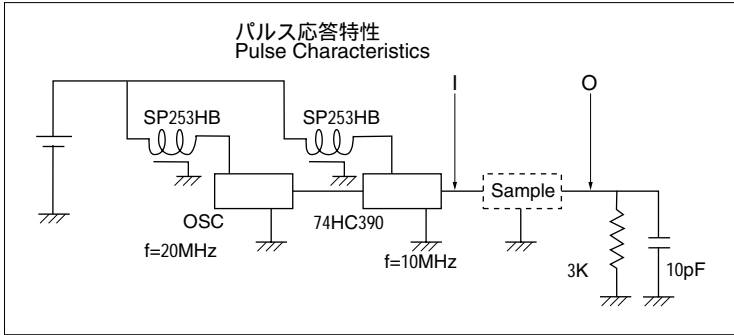 パルス応答特性
Pulse Characteristics
I
O
SP253HB
SP253HB
Sample
OSC
74HC390
f=20MHz
f=10MHz
3K
10pF